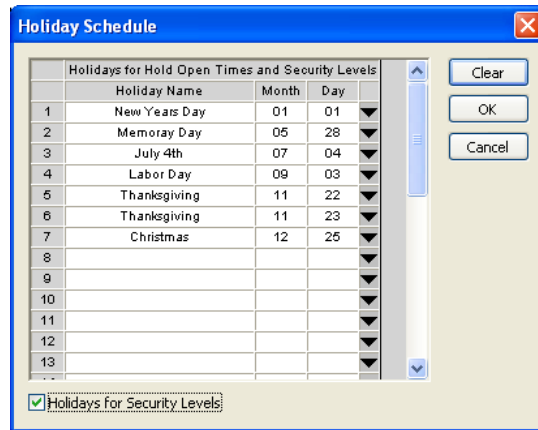 Holiday Schedule
Holidays for Hold Open Times and Security Levels
Holiday Name Month Day
1 New Years Day 01 01
2 Memoray Day 05 28
3 July 4th 07 04
4 Labor Day 09 03
5 Thanksgiving 11 22
6 Thanksgiving 11 23
7 Christmas 12 25
8
9
10
11
12
13
Clear
OK
Cancel
Holidays for Security Levels